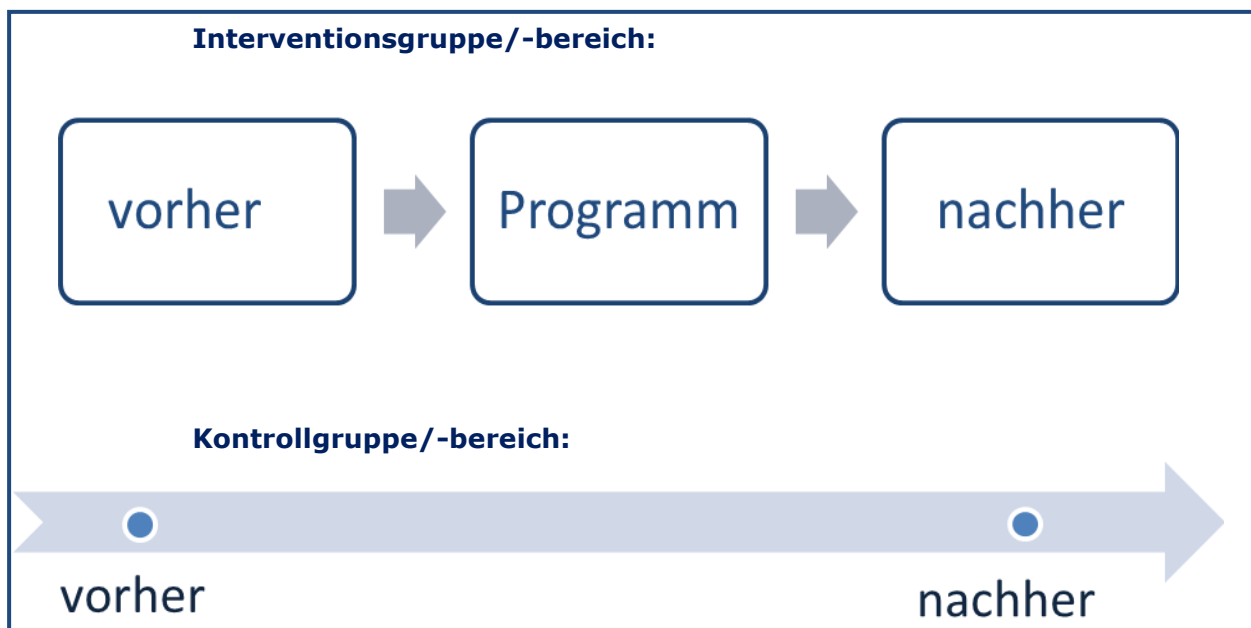 Interventionsgruppe/-bereich:
vorher
Programm
nachher
Kontrollgruppe/-bereich:
vorher
nachher